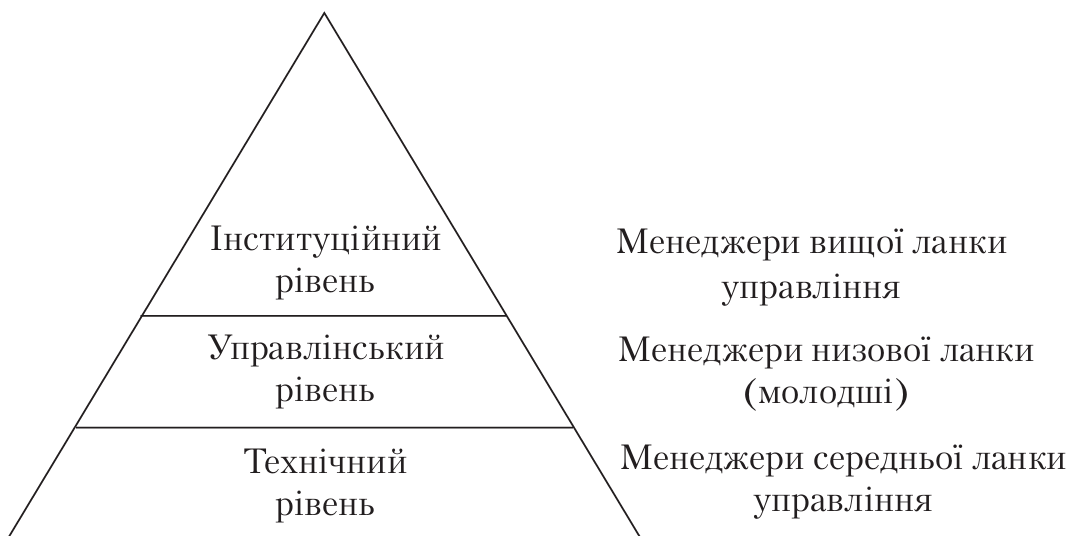 Інституційний
рівень
Менеджери вищої ланки
управління
Управлінський
рівень
Менеджери низової ланки
(молодші)
Технічний
рівень
Менеджери середньої ланки
управління